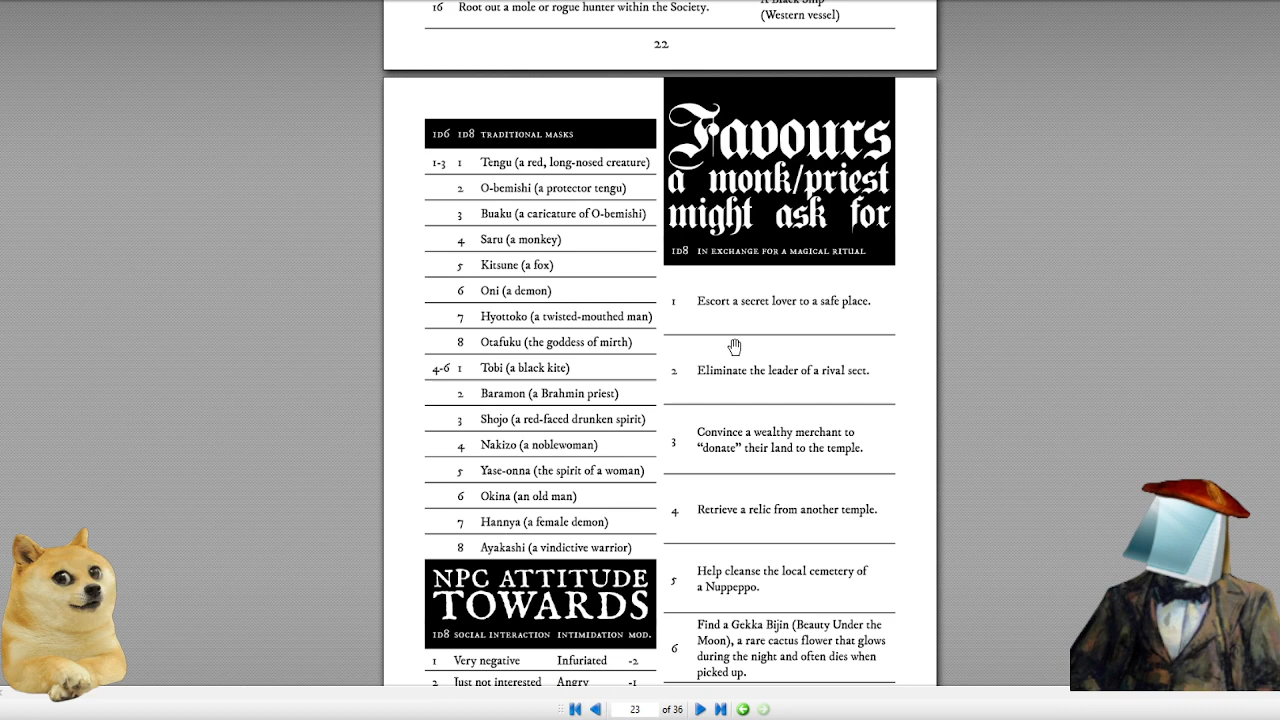 16 Root out a mole or rogue hunter within the Society.
(Western vessel)
22
1D6 1D8 TRADITIONAL MASKS
1-3 1 Tengu (a red, long-nosed creature)
2 O-bemishi (a protector tengu)
3 Buaku (a caricature of O-bemishi)
4 Saru (a monkey)
5 Kitsune (a fox)
6 Oni (a demon)
7 Hyottoko (a twisted-mouthed man)
8 Otafuku (the goddess of mirth)
4-6 1 Tobi (a black kite)
2 Baramon (a Brahmin priest)
3 Shojo (a red-faced drunken spirit)
4 Nakizo (a noblewoman)
5 Yase-onna (the spirit of a woman)
6 Okina (an old man)
7 Hannya (a female demon)
8 Ayakashi (a vindictive warrior)
NPC ATTITUDE
TOWARDS
1D8 SOCIAL INTERACTION INTIMIDATION MOD.
1 Very negative Infuriated -2
2 Just not interested Angry -1
Favours
a monk/priest
might ask for
1D8 IN EXCHANGE FOR A MAGICAL RITUAL
1 Escort a secret lover to a safe place.
2 Eliminate the leader of a rival sect.
3 Convince a wealthy merchant to
“donate” their land to the temple.
4 Retrieve a relic from another temple.
5 Help cleanse the local cemetery of
a Nuppeppo.
6 Find a Gekka Bijin (Beauty Under the
Moon), a rare cactus flower that glows
during the night and often dies when
picked up.
23 of 36